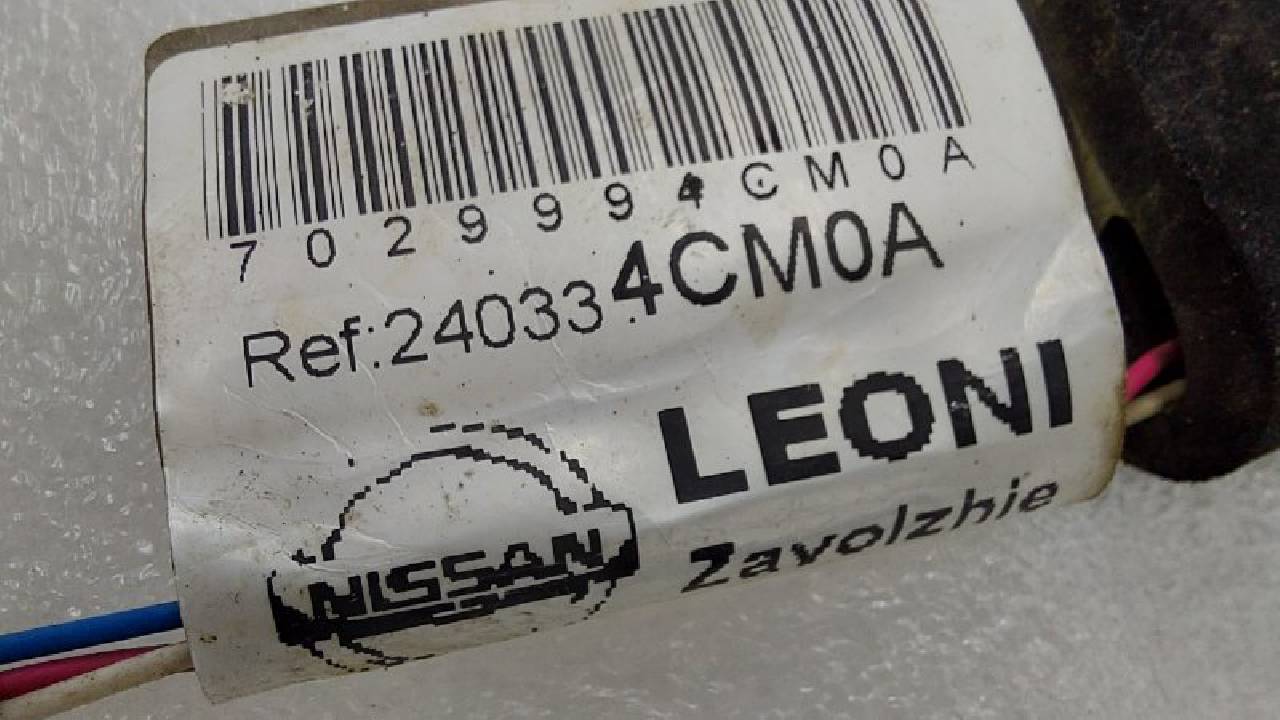 7029994CM0A
Ref:240334CM0A
LEONI
Zavolzhie
NISSAN